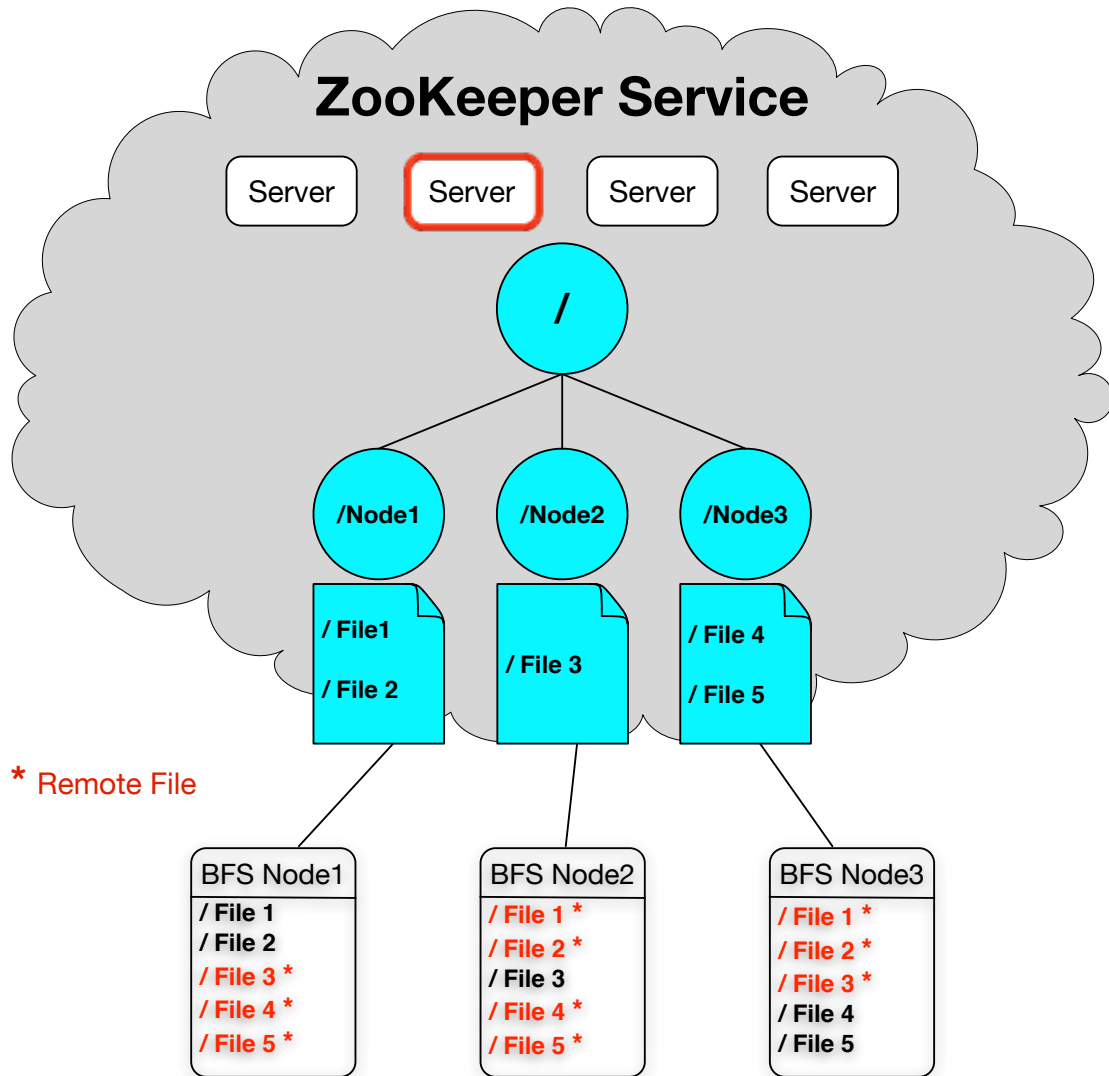 ZooKeeper Service
Server
Server
Server
Server
/
/Node1
/Node2
/Node3
/ File1
/ File 2
/ File 3
/ File 4
/ File 5
* Remote File
BFS Node1
/ File 1
/ File 2
/ File 3 *
/ File 4 *
/ File 5 *
BFS Node2
/ File 1 *
/ File 2 *
/ File 3
/ File 4 *
/ File 5 *
BFS Node3
/ File 1 *
/ File 2 *
/ File 3 *
/ File 4
/ File 5